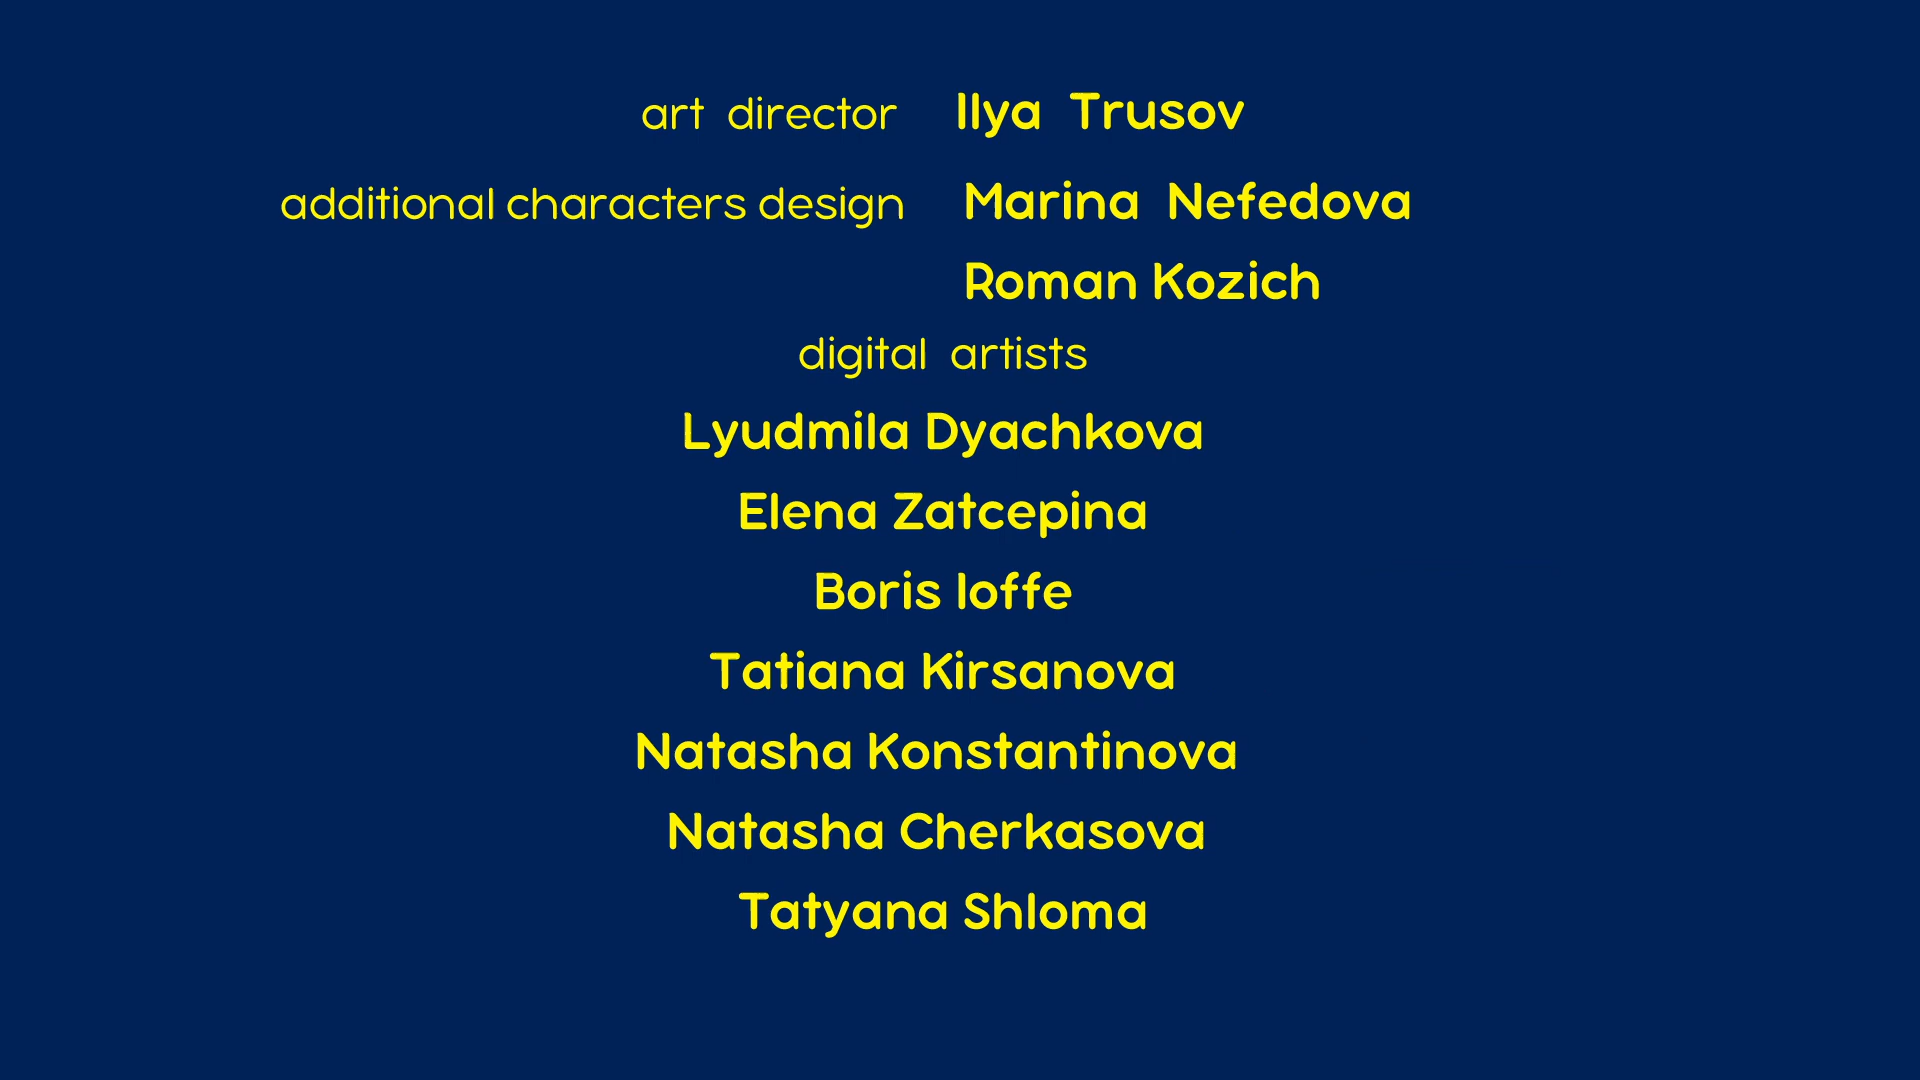 art director Ilya Trusov
additional characters design Marina Nefedova
Roman Kozich
digital artists
Lyudmila Dyachkova
Elena Zatcepina
Boris Ioffe
Tatiana Kirsanova
Natasha Konstantinova
Natasha Cherkasova
Tatyana Shloma